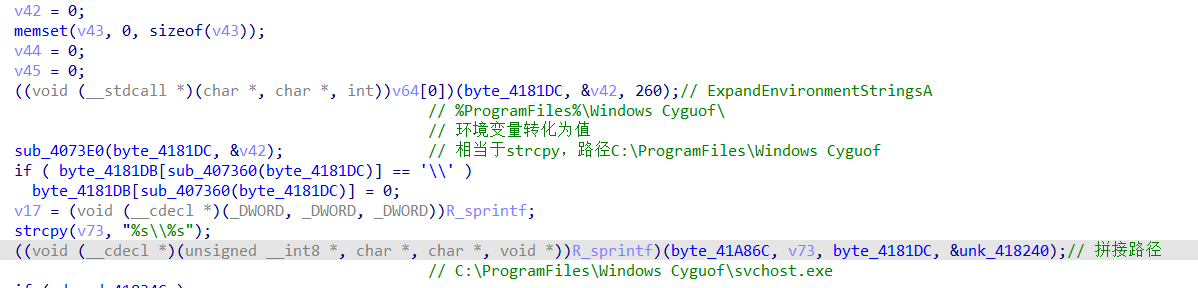 v42 = 0;
memset(v43, 0, sizeof(v43));
v44 = 0;
v45 = 0;
((void (__stdcall *)(char *, char *, int))v64[0])(byte_4181DC, &v42, 260);// ExpandEnvironmentStringsA
// %ProgramFiles%\Windows Cyguof\
// 环境变量转化为值
sub_4073E0(byte_4181DC, &v42); // 相当于strcpy，路径C:\ProgramFiles\Windows Cyguof
if ( byte_4181DB[sub_407360(byte_4181DC)] == '\\' )
byte_4181DB[sub_407360(byte_4181DC)] = 0;
v17 = (void (__cdecl *)(_DWORD, _DWORD, _DWORD))R_sprintf;
strcpy(v73, "%s\\%s");
((void (__cdecl *)(unsigned __int8 *, char *, char *, void *))R_sprintf)(byte_41A86C, v73, byte_4181DC, &unk_418240);// 拼接路径
// C:\ProgramFiles\Windows Cyguof\svchost.exe